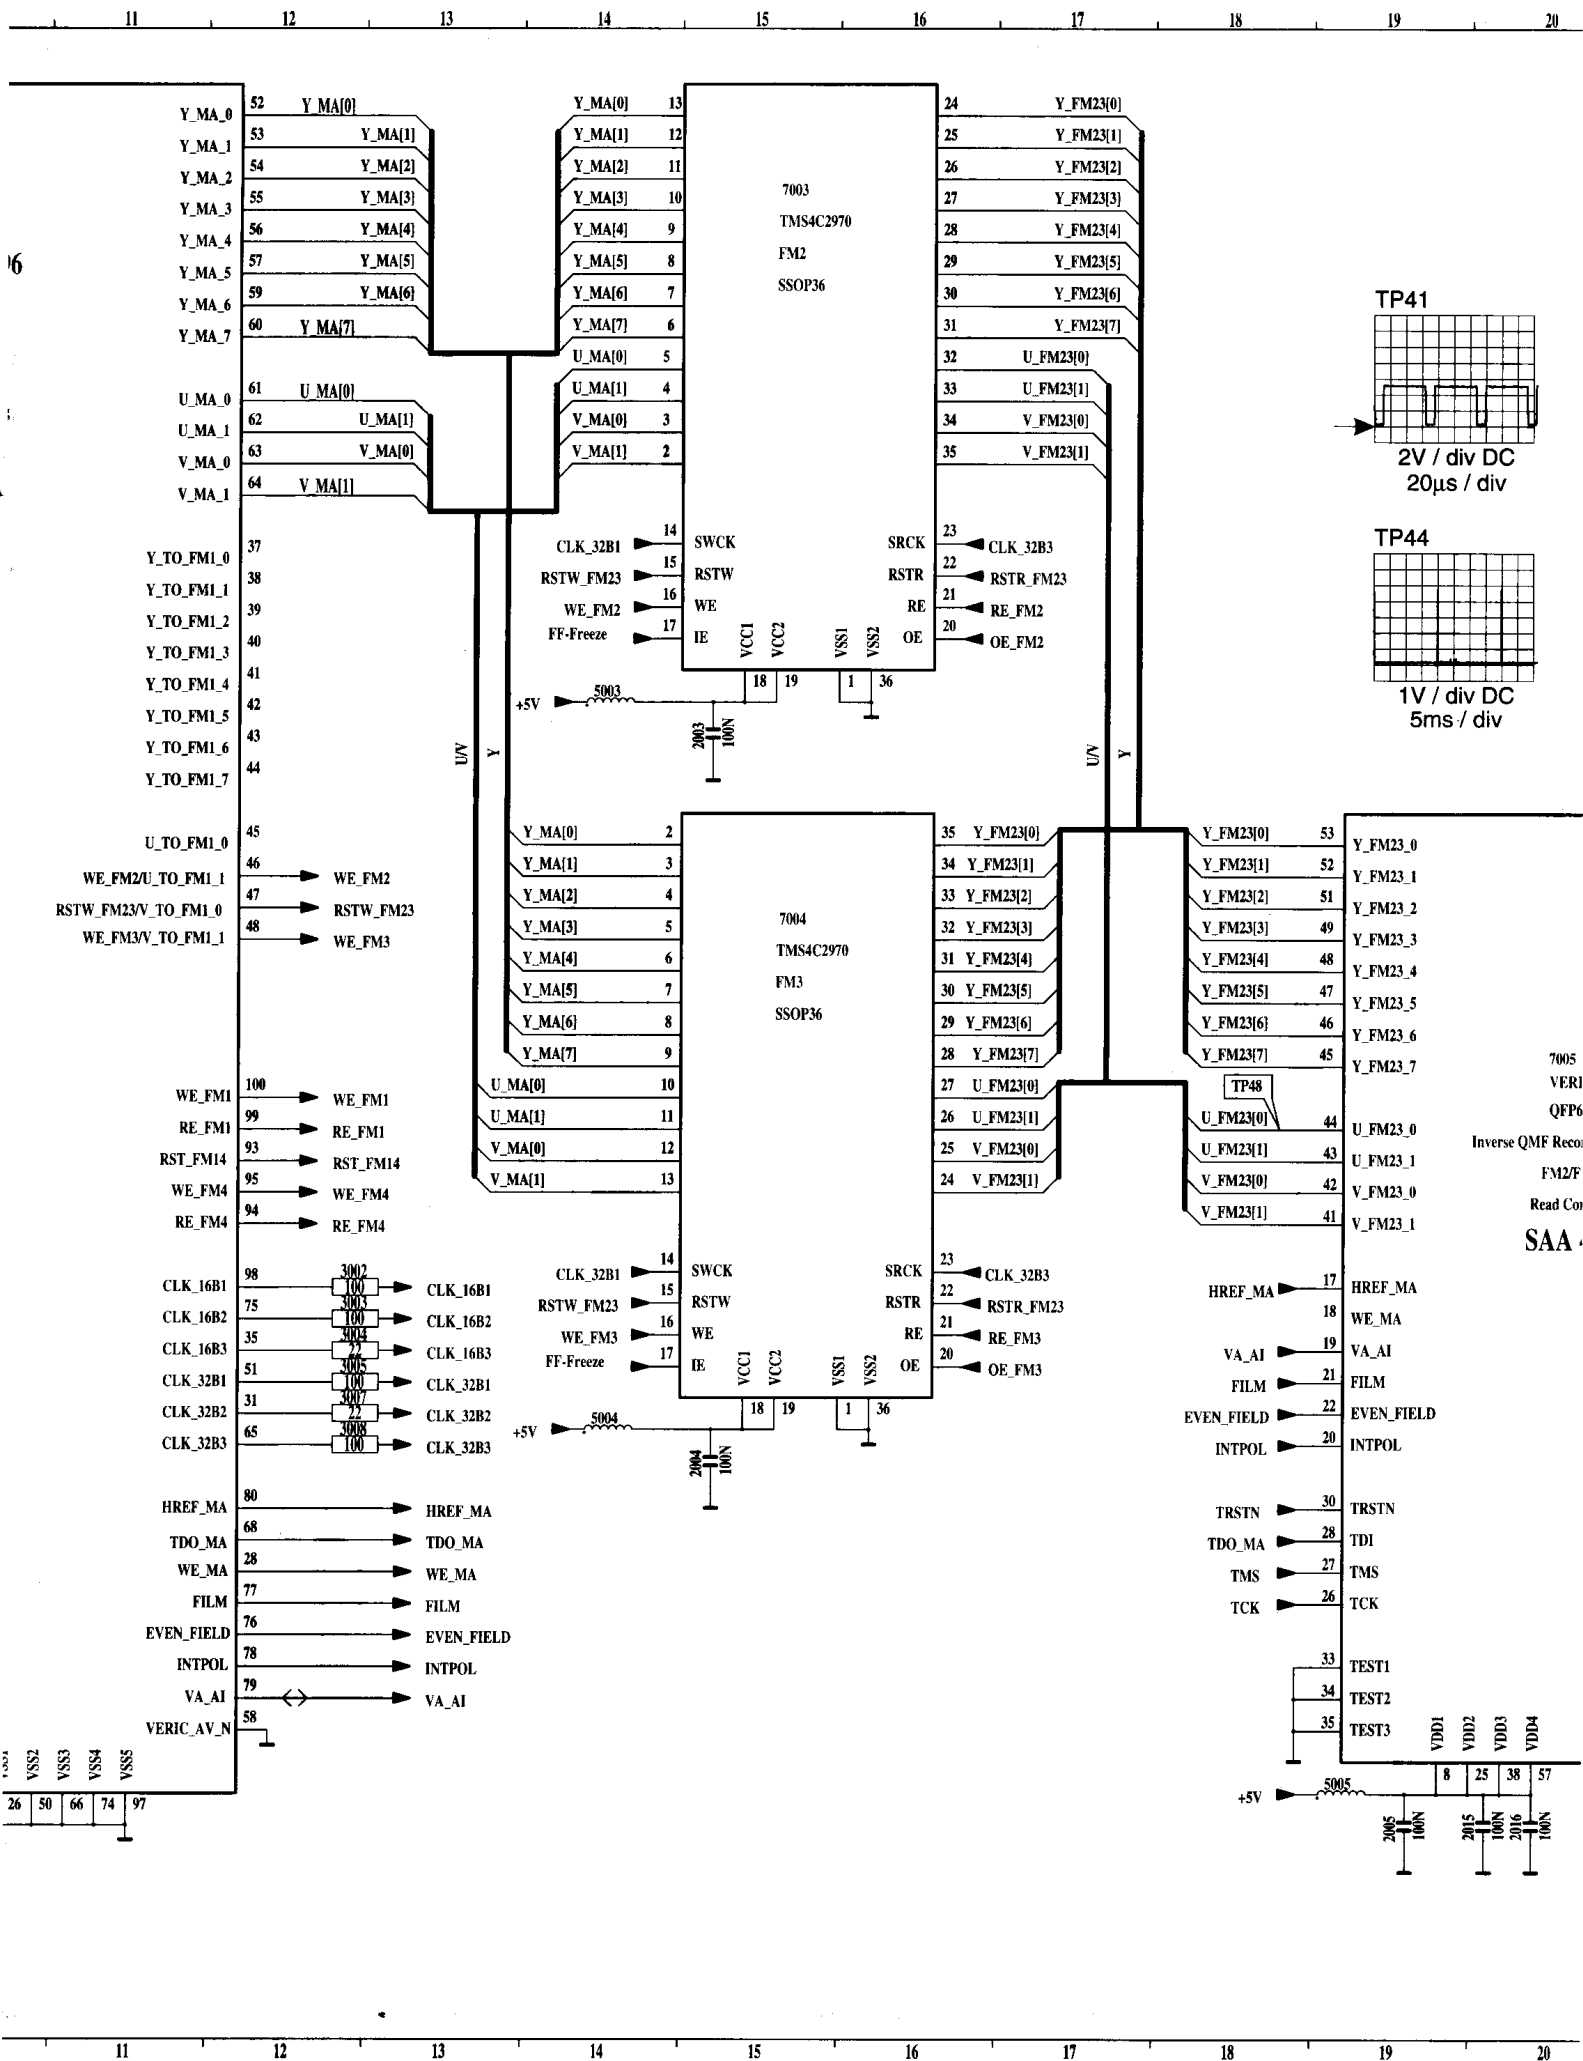 11 12 13 14 15 16 17 18 19 20
Y_MA_0 52 Y_MA[0]
Y_MA_1 53 Y_MA[1]
Y_MA_2 54 Y_MA[2]
Y_MA_3 55 Y_MA[3]
Y_MA_4 56 Y_MA[4]
Y_MA_5 57 Y_MA[5]
Y_MA_6 59 Y_MA[6]
Y_MA_7 60 Y_MA[7]
U_MA_0 61 U_MA[0]
U_MA_1 62 U_MA[1]
V_MA_0 63 V_MA[0]
V_MA_1 64 V_MA[1]
Y_TO_FM1_0 37
Y_TO_FM1_1 38
Y_TO_FM1_2 39
Y_TO_FM1_3 40
Y_TO_FM1_4 41
Y_TO_FM1_5 42
Y_TO_FM1_6 43
Y_TO_FM1_7 44
U_TO_FM1_0 45
WE_FM2/U_TO_FM1_1 46 WE_FM2
RSTW_FM23/V_TO_FM1_0 47 RSTW_FM23
WE_FM3/V_TO_FM1_1 48 WE_FM3
WE_FM1 100 WE_FM1
RE_FM1 99 RE_FM1
RST_FM14 93 RST_FM14
WE_FM4 95 WE_FM4
RE_FM4 94 RE_FM4
CLK_16B1 98 3002 100 CLK_16B1
CLK_16B2 75 3003 100 CLK_16B2
CLK_16B3 35 3004 22 CLK_16B3
CLK_32B1 51 3005 100 CLK_32B1
CLK_32B2 31 3007 22 CLK_32B2
CLK_32B3 65 3008 100 CLK_32B3
HREF_MA 80 HREF_MA
TDO_MA 68 TDO_MA
WE_MA 28 WE_MA
FILM 77 FILM
EVEN_FIELD 76 EVEN_FIELD
INTPOL 78 INTPOL
VA_AI 79 VA_AI
VERIC_AV_N 58
VSS2 VSS3 VSS4 VSS5
26 50 66 74 97
U/V Y
Y_MA[0] 13
Y_MA[1] 12
Y_MA[2] 11
Y_MA[3] 10
Y_MA[4] 9
Y_MA[5] 8
Y_MA[6] 7
Y_MA[7] 6
U_MA[0] 5
U_MA[1] 4
V_MA[0] 3
V_MA[1] 2
7003
TMS4C2970
FM2
SSOP36
24 Y_FM23[0]
25 Y_FM23[1]
26 Y_FM23[2]
27 Y_FM23[3]
28 Y_FM23[4]
29 Y_FM23[5]
30 Y_FM23[6]
31 Y_FM23[7]
32 U_FM23[0]
33 U_FM23[1]
34 V_FM23[0]
35 V_FM23[1]
CLK_32B1 14 SWCK SRCK 23 CLK_32B3
RSTW_FM23 15 RSTW RSTR 22 RSTR_FM23
WE_FM2 16 WE RE 21 RE_FM2
FF-Freeze 17 IE VCC1 VCC2 VSS1 VSS2 OE 20 OE_FM2
18 19 1 36
+5V 5003
2003 100N
U/V Y
Y_MA[0] 2
Y_MA[1] 3
Y_MA[2] 4
Y_MA[3] 5
Y_MA[4] 6
Y_MA[5] 7
Y_MA[6] 8
Y_MA[7] 9
U_MA[0] 10
U_MA[1] 11
V_MA[0] 12
V_MA[1] 13
7004
TMS4C2970
FM3
SSOP36
35 Y_FM23[0]
34 Y_FM23[1]
33 Y_FM23[2]
32 Y_FM23[3]
31 Y_FM23[4]
30 Y_FM23[5]
29 Y_FM23[6]
28 Y_FM23[7]
27 U_FM23[0]
26 U_FM23[1]
25 V_FM23[0]
24 V_FM23[1]
CLK_32B1 14 SWCK SRCK 23 CLK_32B3
RSTW_FM23 15 RSTW RSTR 22 RSTR_FM23
WE_FM3 16 WE RE 21 RE_FM3
FF-Freeze 17 IE VCC1 VCC2 VSS1 VSS2 OE 20 OE_FM3
18 19 1 36
+5V 5004
2004 100N
TP41
2V / div DC
20µs / div
TP44
1V / div DC
5ms / div
Y_FM23[0] 53 Y_FM23_0
Y_FM23[1] 52 Y_FM23_1
Y_FM23[2] 51 Y_FM23_2
Y_FM23[3] 49 Y_FM23_3
Y_FM23[4] 48 Y_FM23_4
Y_FM23[5] 47 Y_FM23_5
Y_FM23[6] 46 Y_FM23_6
Y_FM23[7] 45 Y_FM23_7
TP48
U_FM23[0] 44 U_FM23_0
U_FM23[1] 43 U_FM23_1
V_FM23[0] 42 V_FM23_0
V_FM23[1] 41 V_FM23_1
7005
VERI
QFP6
Inverse QMF Recon
FM2/F
Read Con
SAA
HREF_MA 17 HREF_MA
18 WE_MA
VA_AI 19 VA_AI
FILM 21 FILM
EVEN_FIELD 22 EVEN_FIELD
INTPOL 20 INTPOL
TRSTN 30 TRSTN
TDO_MA 28 TDI
TMS 27 TMS
TCK 26 TCK
33 TEST1
34 TEST2
35 TEST3
VDD1 VDD2 VDD3 VDD4
8 25 38 57
+5V 5005
2005 100N 2015 100N 2016 100N
11 12 13 14 15 16 17 18 19 20